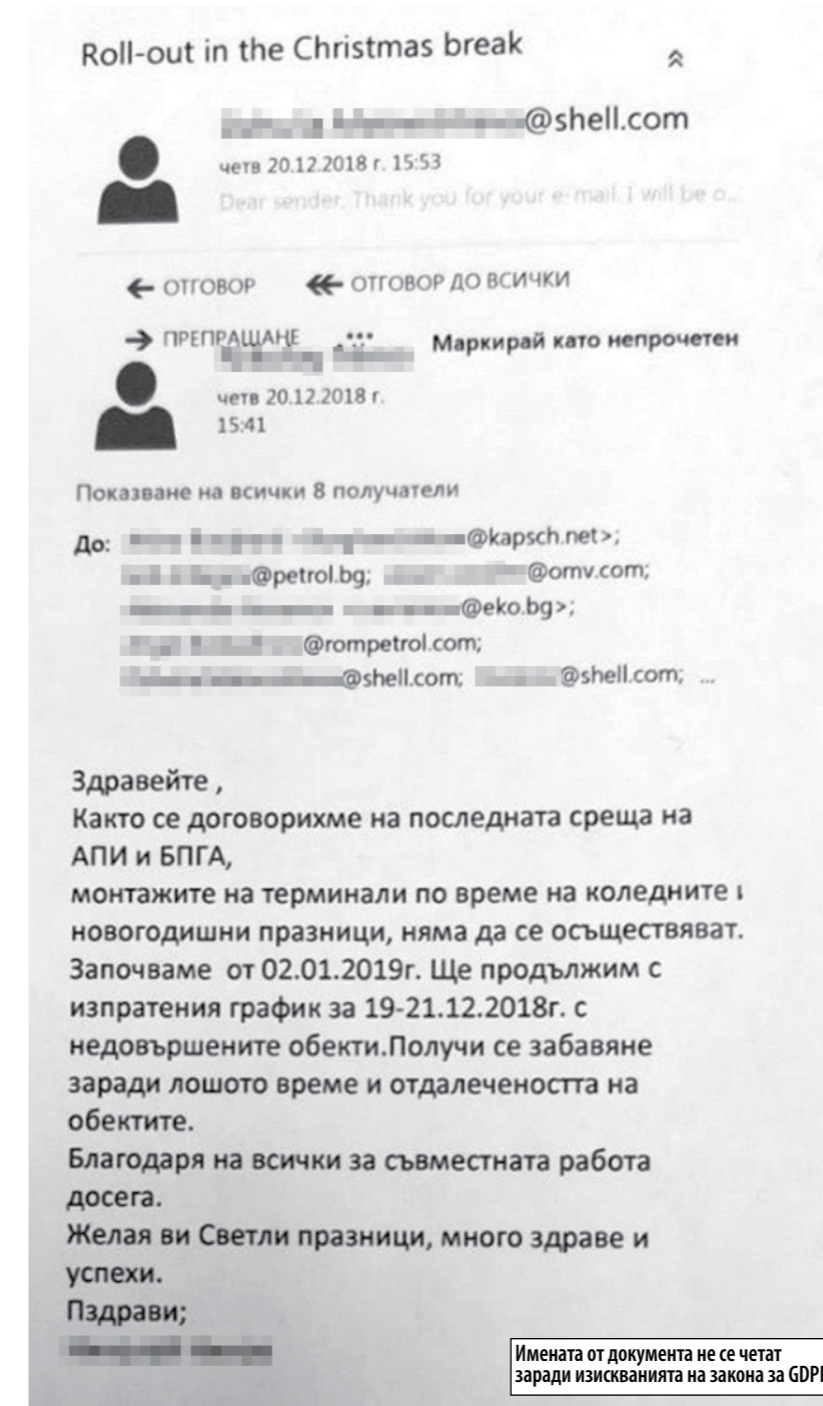 Roll-out in the Christmas break
@shell.com
четв 20.12.2018 г. 15:53
Dear sender, Thank you for your e-mail. I will be o...
ОТГОВОР ОТГОВОР ДО ВСИЧКИ
ПРЕПРАЩАНЕ ... Маркирай като непрочетен
четв 20.12.2018 г.
15:41
Показване на всички 8 получатели
До: @kapsch.net>;
@petrol.bg; @omv.com;
@eko.bg>;
@rompetrol.com;
@shell.com; @shell.com; ...
Здравейте ,
Както се договорихме на последната среща на
АПИ и БПГА,
монтажите на терминали по време на коледните
новогодишни празници, няма да се осъществяват.
Започваме от 02.01.2019г. Ще продължим с
изпратения график за 19-21.12.2018г. с
недовършените обекти.Получи се забавяне
заради лошото време и отдалечеността на
обектите.
Благодаря на всички за съвместната работа
досега.
Желая ви Светли празници, много здраве и
успехи.
Пздрави;
Имената от документа не се четат
заради изискванията на закона за